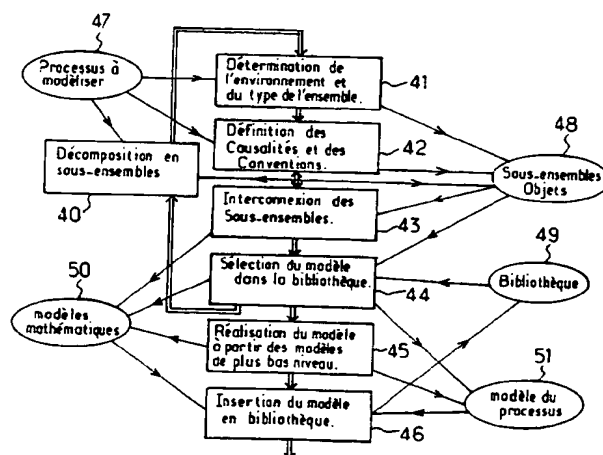 47
Processus à
modéliser
Détermination de
l'environnement et
du type de l'ensemble.
41
Définition des
Causalités et des
Conventions.
42
48
Sous-ensembles
Objets
Décomposition en
sous-ensembles
40
Interconnexion des
Sous-ensembles.
43
49
Bibliothèque
Sélection du modèle
dans la bibliothèque.
44
50
modèles
mathématiques
Réalisation du modèle
à partir des modèles
de plus bas niveau.
45
51
modèle du
processus
Insertion du modèle
en bibliothèque.
46